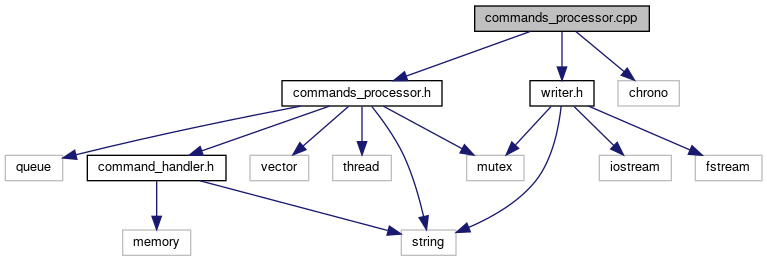 commands_processor.cpp
commands_processor.h
writer.h
chrono
queue
command_handler.h
vector
thread
mutex
iostream
fstream
memory
string